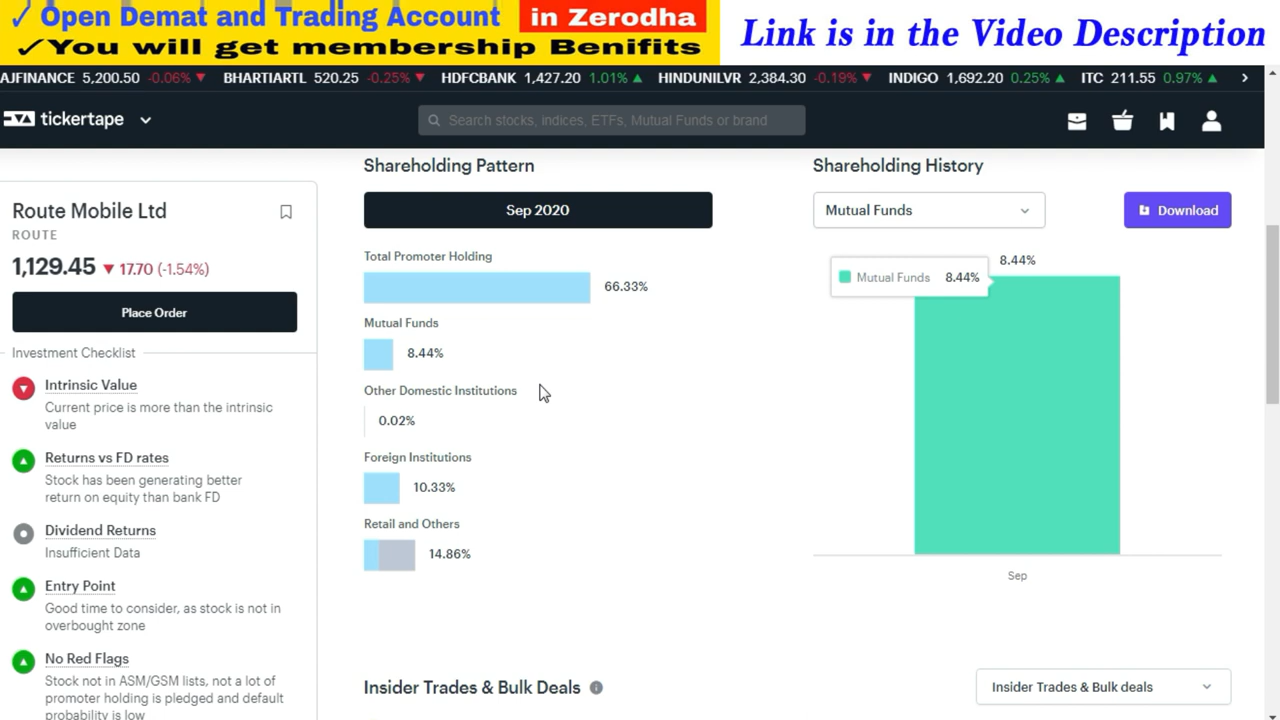 ✓ Open Demat and Trading Account in Zerodha
✓You will get membership Benifits
Link is in the Video Description
AJFINANCE 5,200.50 -0.06% ▼ BHARTIARTL 520.25 -0.25% ▼ HDFCBANK 1,427.20 1.01% ▲ HINDUNILVR 2,384.30 -0.19% ▼ INDIGO 1,692.20 0.25% ▲ ITC 211.55 0.97% ▲
tickertape
Search stocks, indices, ETFs, Mutual Funds or brand
Route Mobile Ltd
ROUTE
1,129.45 ▼ 17.70 (-1.54%)
Place Order
Investment Checklist
Intrinsic Value
Current price is more than the intrinsic
value
Returns vs FD rates
Stock has been generating better
return on equity than bank FD
Dividend Returns
Insufficient Data
Entry Point
Good time to consider, as stock is not in
overbought zone
No Red Flags
Stock not in ASM/GSM lists, not a lot of
promoter holding is pledged and default
probability is low
Shareholding Pattern
Sep 2020
Total Promoter Holding
66.33%
Mutual Funds
8.44%
Other Domestic Institutions
0.02%
Foreign Institutions
10.33%
Retail and Others
14.86%
Shareholding History
Mutual Funds
Download
8.44%
Mutual Funds 8.44%
Sep
Insider Trades & Bulk Deals
Insider Trades & Bulk deals